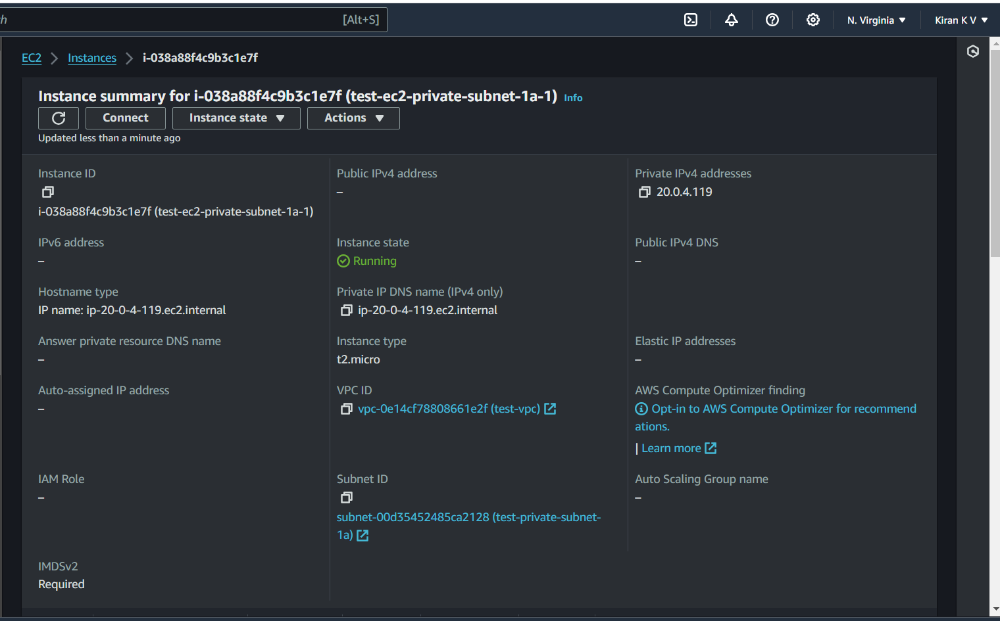 [Alt+S]
N. Virginia
Kiran K V
EC2
Instances
i-038a88f4c9b3c1e7f
Instance summary for i-038a88f4c9b3c1e7f (test-ec2-private-subnet-1a-1)
Info
Connect
Instance state
Actions
Updated less than a minute ago
Instance ID
i-038a88f4c9b3c1e7f (test-ec2-private-subnet-1a-1)
Public IPv4 address
–
Private IPv4 addresses
20.0.4.119
IPv6 address
–
Instance state
Running
Public IPv4 DNS
–
Hostname type
IP name: ip-20-0-4-119.ec2.internal
Private IP DNS name (IPv4 only)
ip-20-0-4-119.ec2.internal
Answer private resource DNS name
–
Instance type
t2.micro
Elastic IP addresses
–
Auto-assigned IP address
–
VPC ID
vpc-0e14cf78808661e2f (test-vpc)
AWS Compute Optimizer finding
Opt-in to AWS Compute Optimizer for recommend
ations.
| Learn more
IAM Role
–
Subnet ID
subnet-00d35452485ca2128 (test-private-subnet-
1a)
Auto Scaling Group name
–
IMDSv2
Required